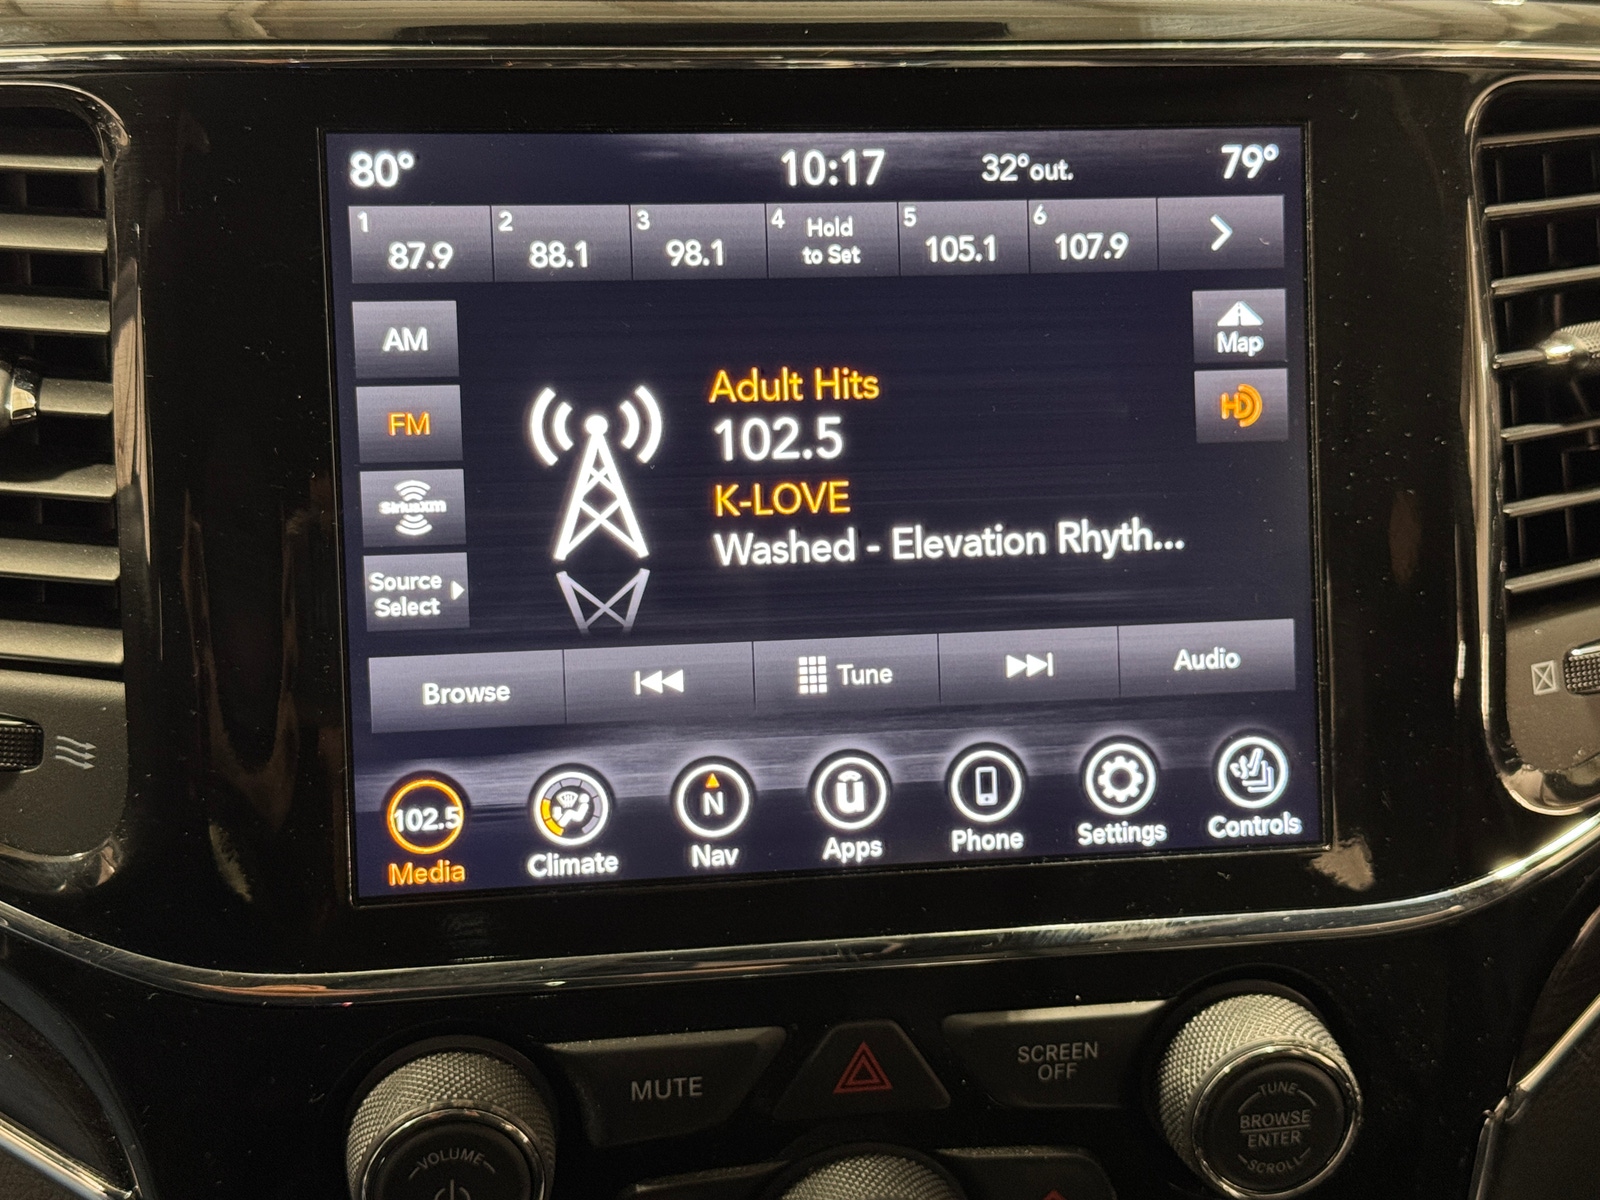 80° 10:17 32°out. 79°
1 87.9 2 88.1 3 98.1 4 Hold to Set 5 105.1 6 107.9
AM
Map
Adult Hits
HD
FM
102.5
K-LOVE
SiriusXM
Washed - Elevation Rhyth...
Source
Select
Browse Tune Audio
102.5 N ü
Media Climate Nav Apps Phone Settings Controls
MUTE
SCREEN
OFF
VOLUME
TUNE
BROWSE
ENTER
SCROLL